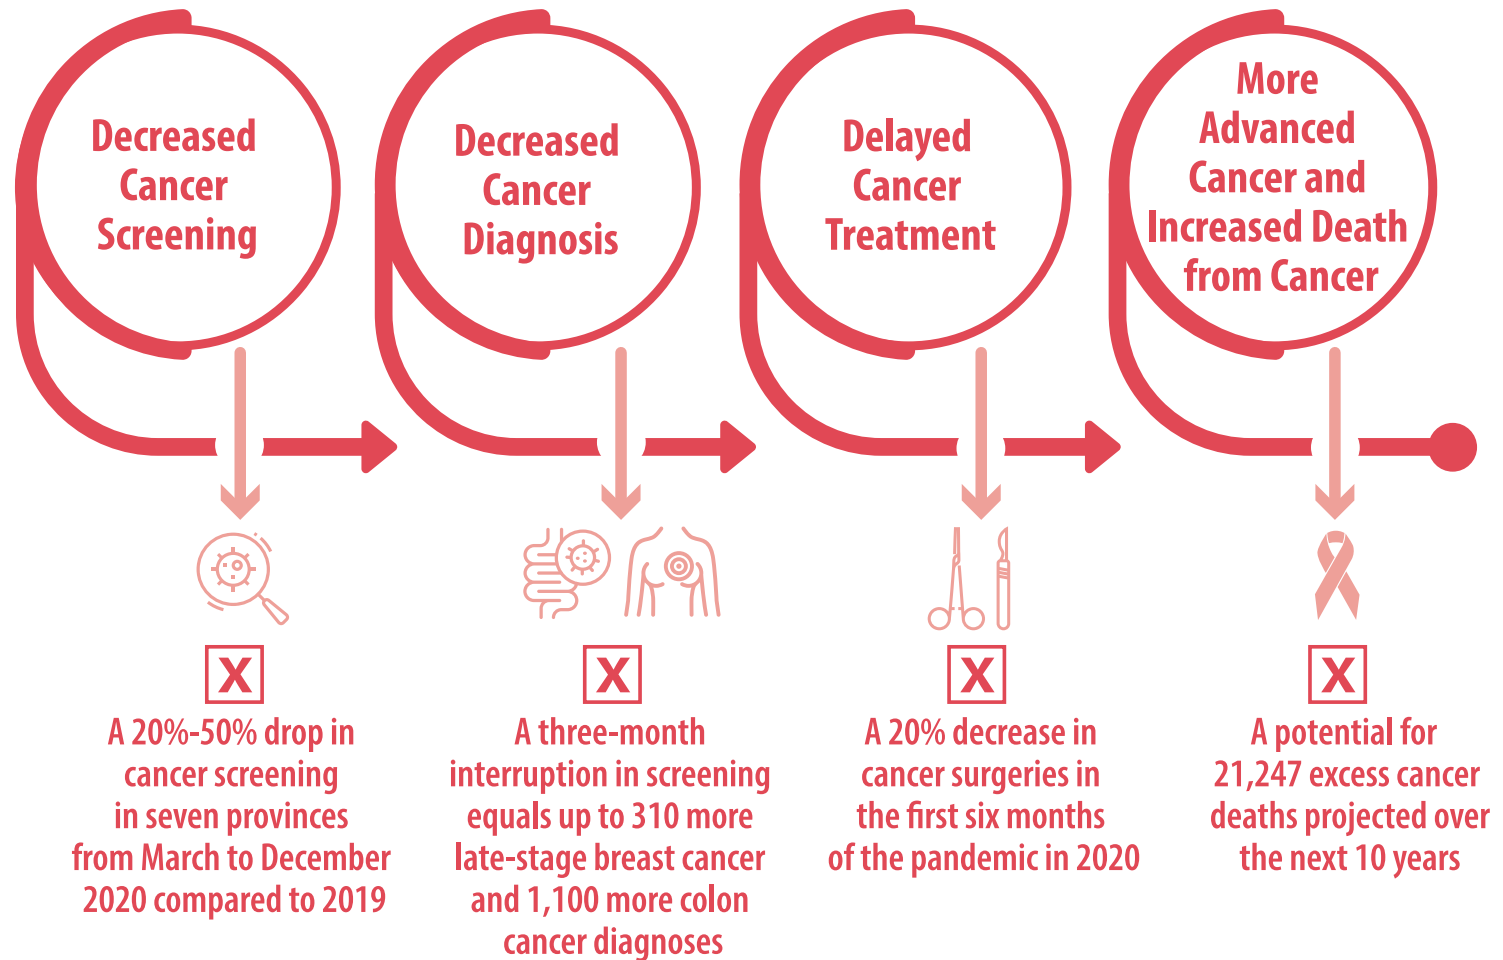 Decreased
Cancer
Screening
Decreased
Cancer
Diagnosis
Delayed
Cancer
Treatment
More
Advanced
Cancer and
Increased Death
from Cancer
X
A 20%-50% drop in
cancer screening
in seven provinces
from March to December
2020 compared to 2019
X
A three-month
interruption in screening
equals up to 310 more
late-stage breast cancer
and 1,100 more colon
cancer diagnoses
X
A 20% decrease in
cancer surgeries in
the first six months
of the pandemic in 2020
X
A potential for
21,247 excess cancer
deaths projected over
the next 10 years